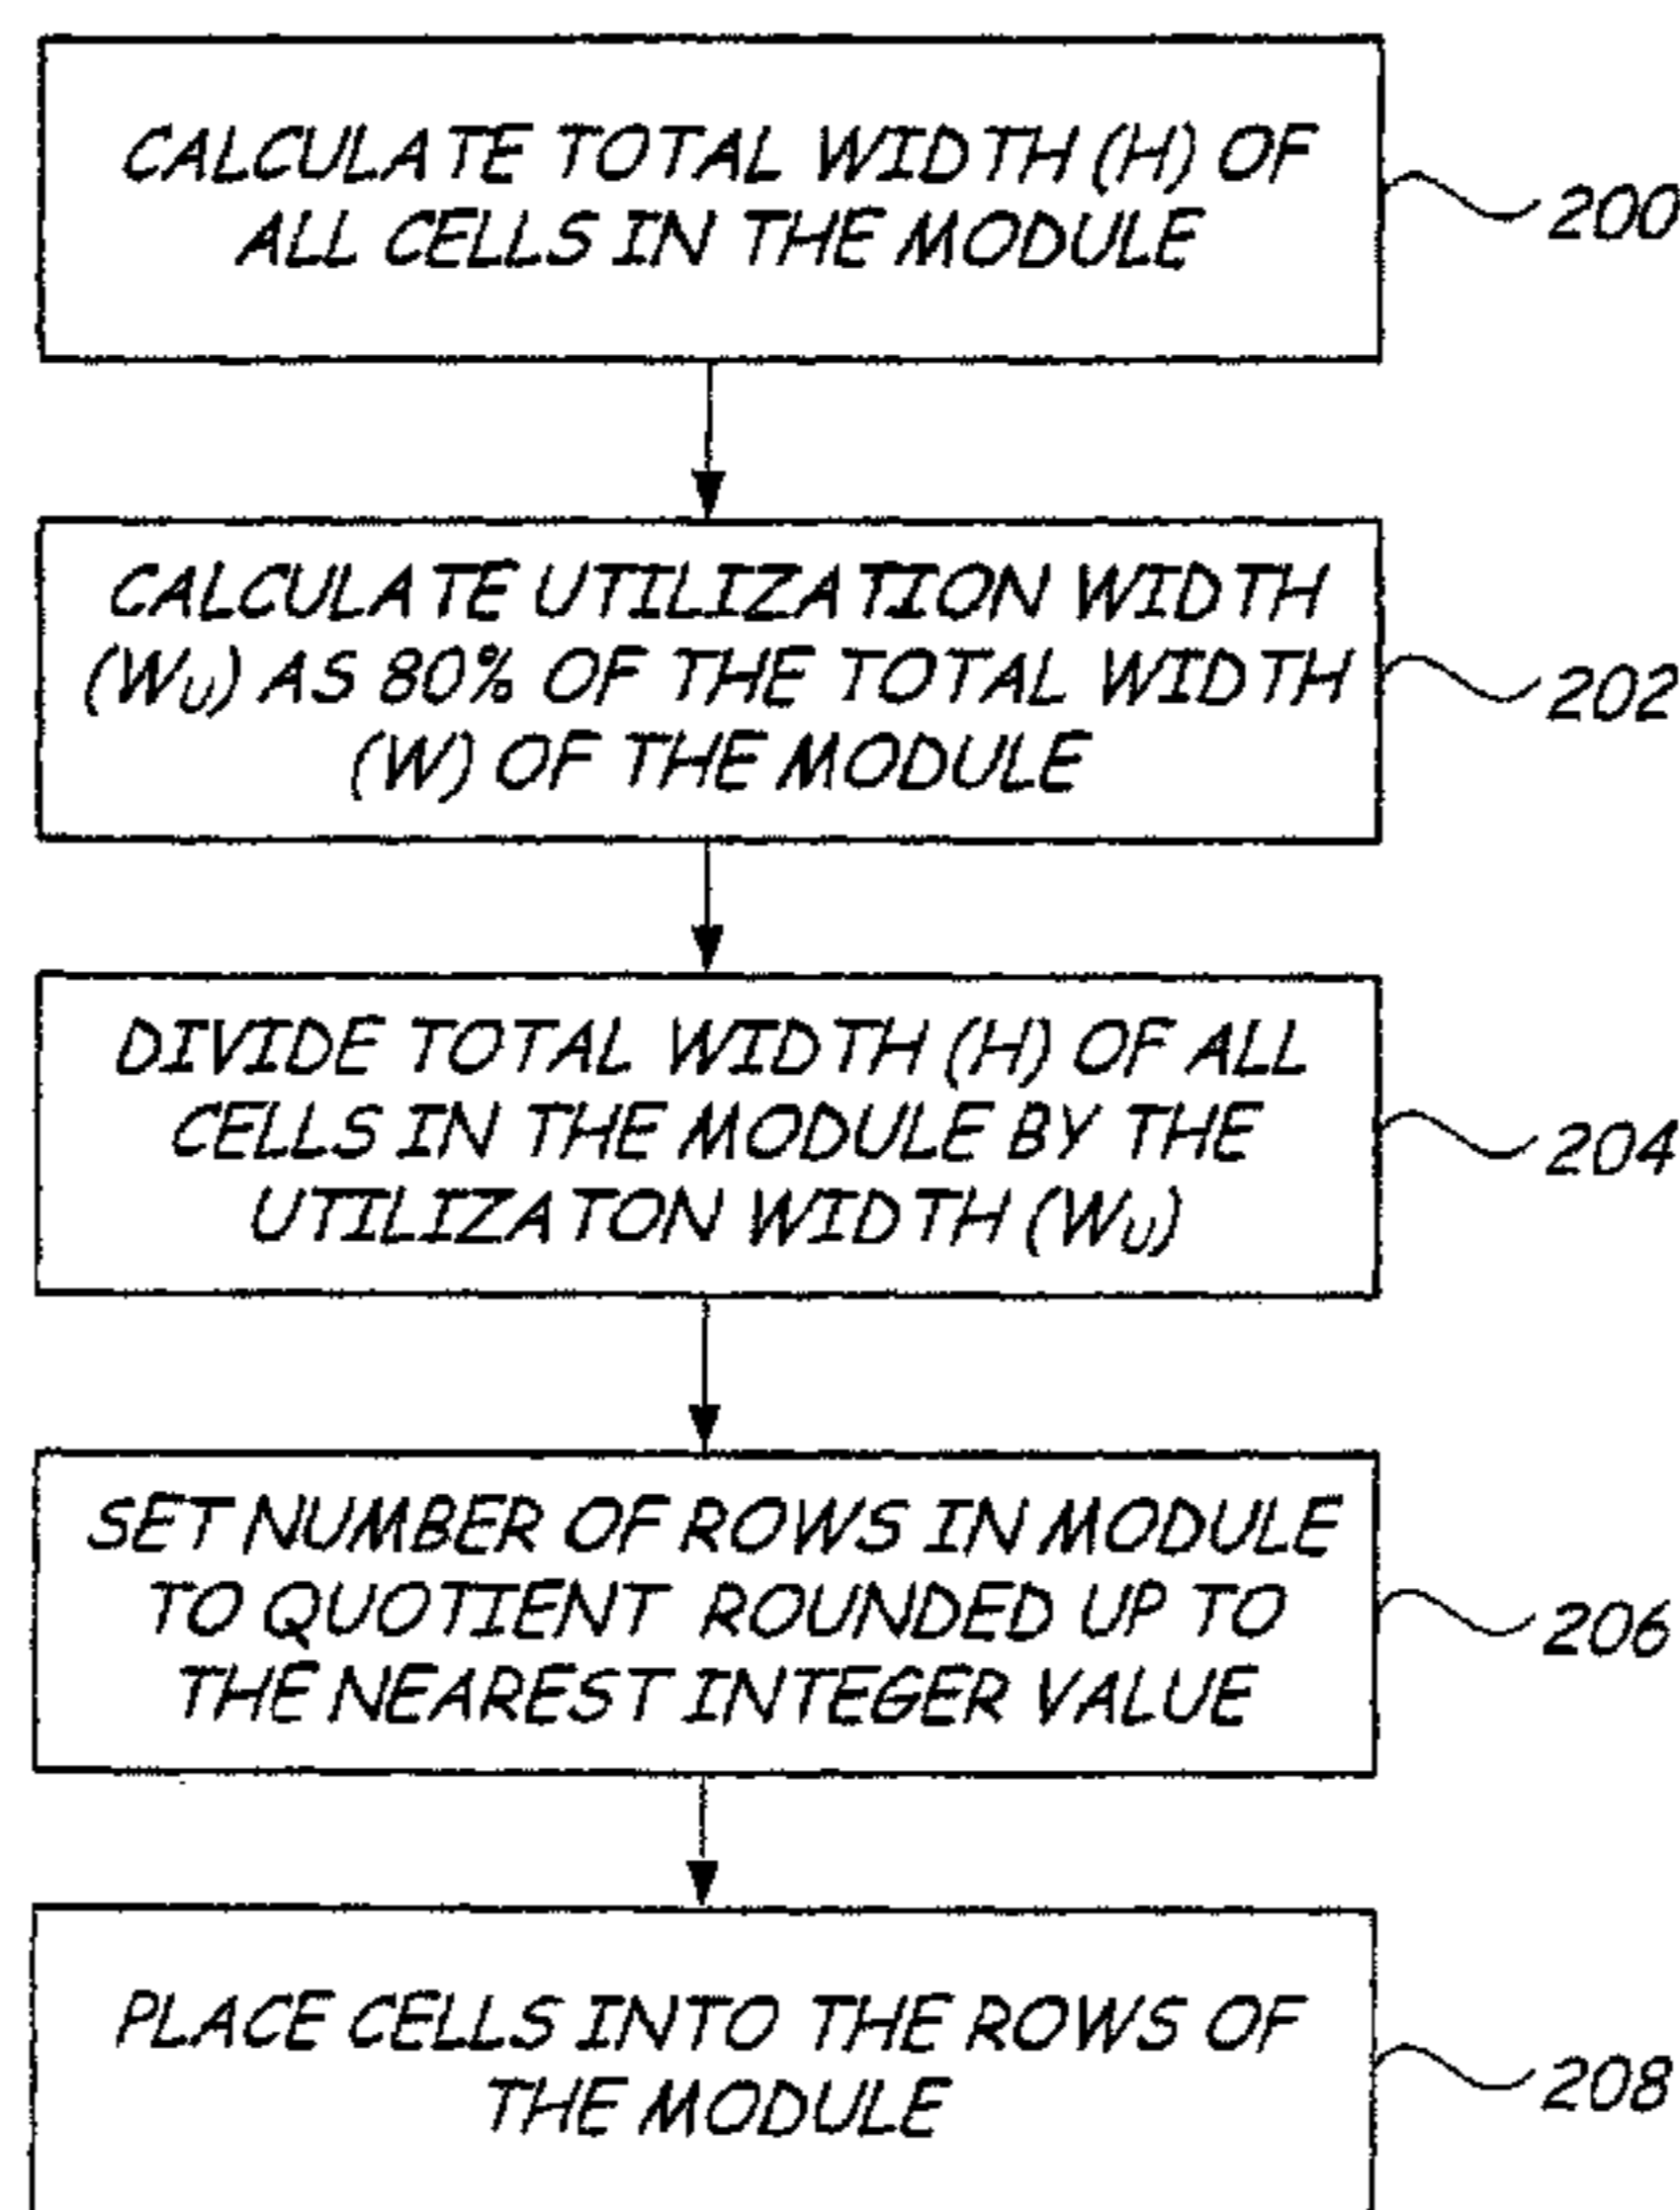 CALCULATE TOTAL WIDTH (H) OF
ALL CELLS IN THE MODULE
200
CALCULATE UTILIZATION WIDTH
(WU) AS 80% OF THE TOTAL WIDTH
(W) OF THE MODULE
202
DIVIDE TOTAL WIDTH (H) OF ALL
CELLS IN THE MODULE BY THE
UTILIZATON WIDTH (WU)
204
SET NUMBER OF ROWS IN MODULE
TO QUOTIENT ROUNDED UP TO
THE NEAREST INTEGER VALUE
206
PLACE CELLS INTO THE ROWS OF
THE MODULE
208